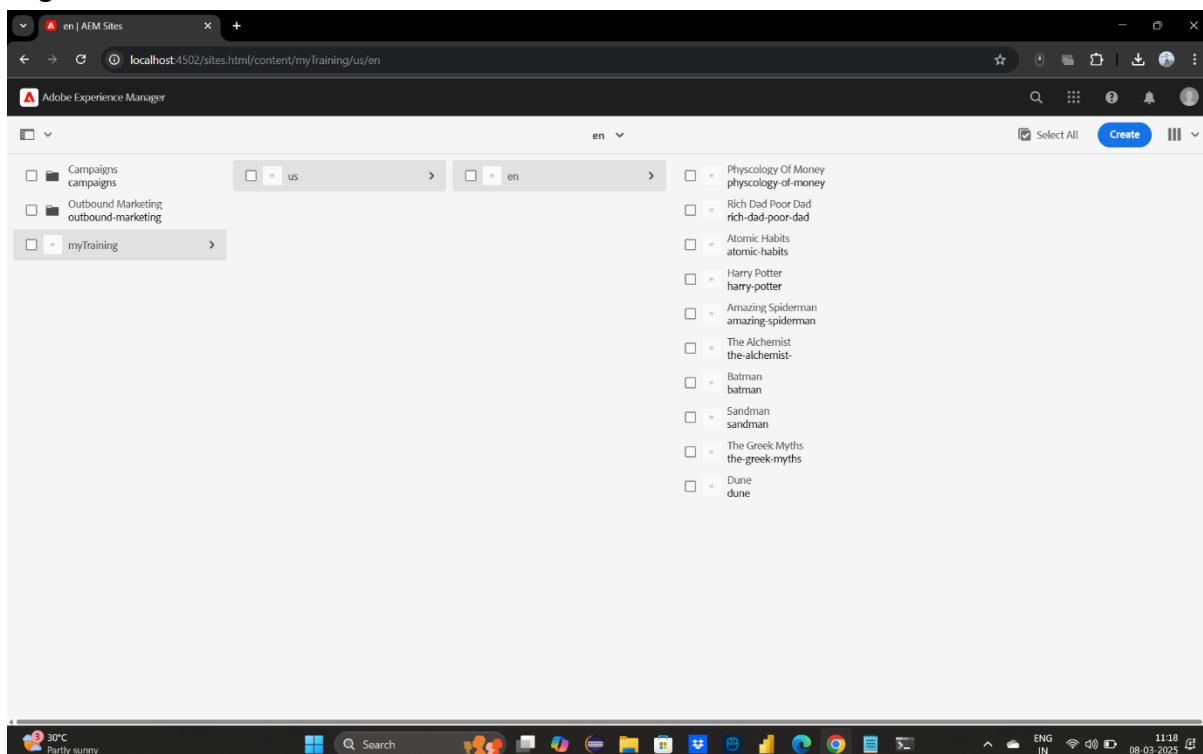 en | AEM Sites
localhost:4502/sites.html/content/myTraining/us/en
Adobe Experience Manager
en
Select All
Create
Campaigns
campaigns
Outbound Marketing
outbound-marketing
myTraining
us
en
Physcology Of Money
physcology-of-money
Rich Dad Poor Dad
rich-dad-poor-dad
Atomic Habits
atomic-habits
Harry Potter
harry-potter
Amazing Spiderman
amazing-spiderman
The Alchemist
the-alchemist-
Batman
batman
Sandman
sandman
The Greek Myths
the-greek-myths
Dune
dune
3
30°C
Partly sunny
Search
ENG
IN
11:18
08-03-2025